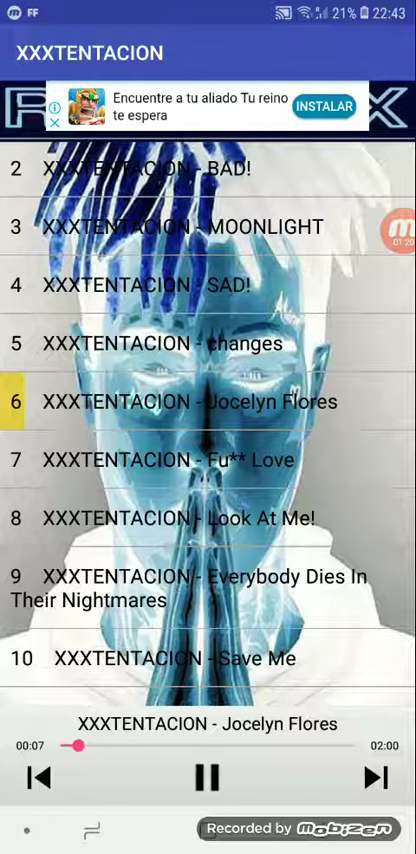 FF
21% 22:43
XXXTENTACION
Encuentre a tu aliado Tu reino
te espera
INSTALAR
2 XXXTENTACION - BAD!
3 XXXTENTACION - MOONLIGHT
1:20
4 XXXTENTACION - SAD!
5 XXXTENTACION - changes
6 XXXTENTACION - Jocelyn Flores
7 XXXTENTACION - Fu** Love
8 XXXTENTACION - Look At Me!
9 XXXTENTACION - Everybody Dies In
Their Nightmares
10 XXXTENTACION - Save Me
XXXTENTACION - Jocelyn Flores
00:07 02:00
Recorded by mobizen